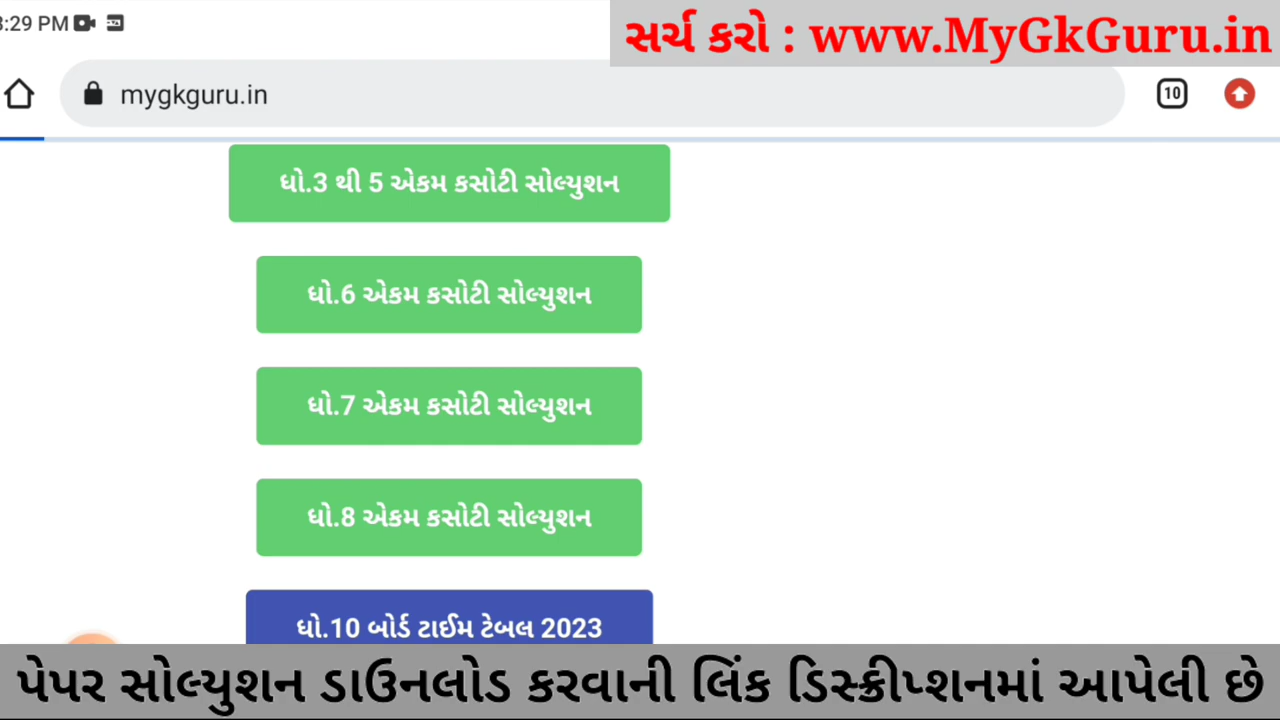 :29 PM
સર્ચ કરો : www.MyGkGuru.in
mygkguru.in
10
ધો.3 થી 5 એકમ કસોટી સોલ્યુશન
ધો.6 એકમ કસોટી સોલ્યુશન
ધો.7 એકમ કસોટી સોલ્યુશન
ધો.8 એકમ કસોટી સોલ્યુશન
ધો.10 બોર્ડ ટાઈમ ટેબલ 2023
પેપર સોલ્યુશન ડાઉનલોડ કરવાની લિંક ડિસ્ક્રીપ્શનમાં આપેલી છે